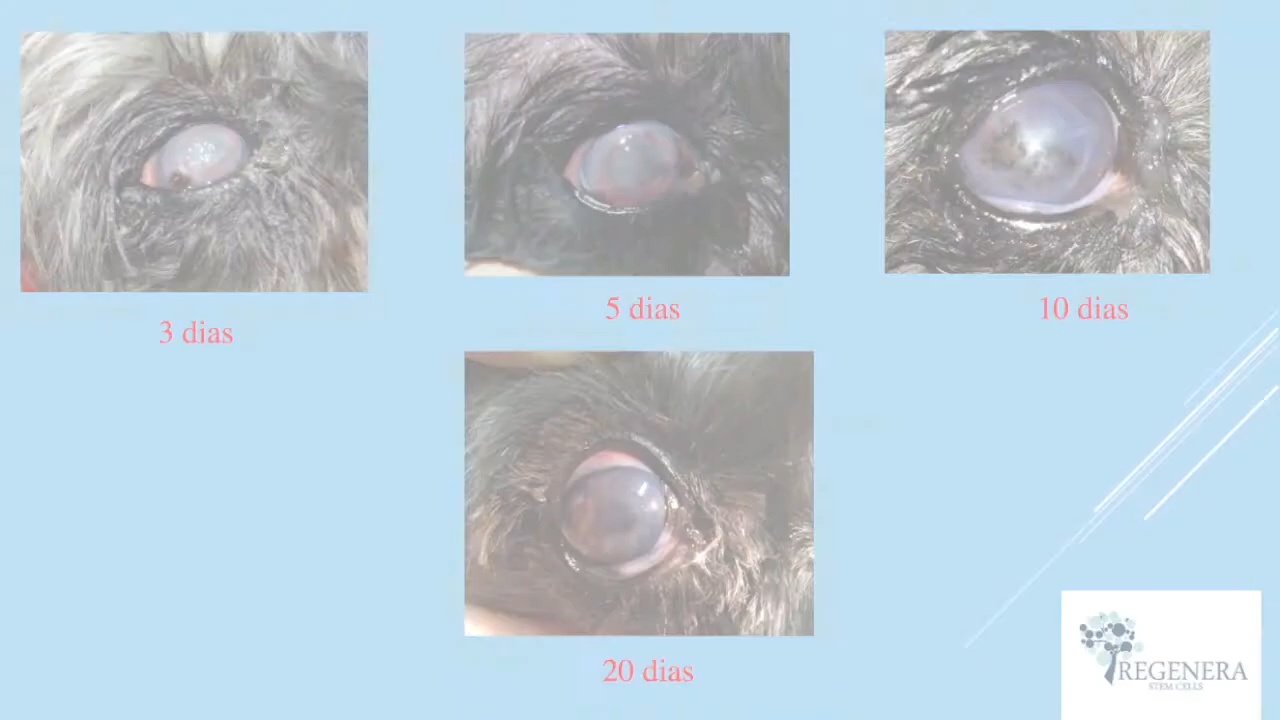 3 dias
5 dias
10 dias
20 dias
REGENERA
STEM CELLS